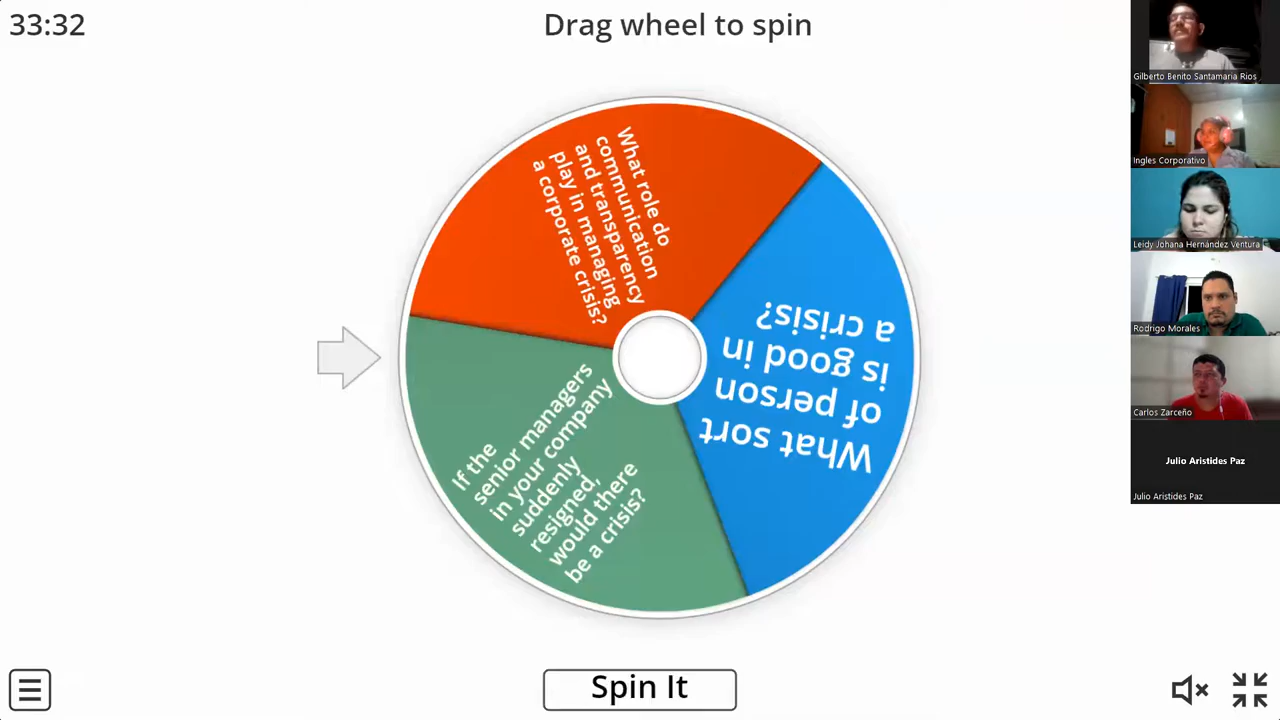 33:32
Drag wheel to spin
What role do
communication
and transparency
play in managing
a corporate crisis?
What sort
of person
is good in
a crisis?
If the
senior managers
in your company
suddenly
resigned,
would there
be a crisis?
Spin It
Gilberto Benito Santamaria Rios
Ingles Corporativo
Leidy Johana Hernández Ventura
Rodrigo Morales
Carlos Zarceño
Julio Aristides Paz
Julio Aristides Paz